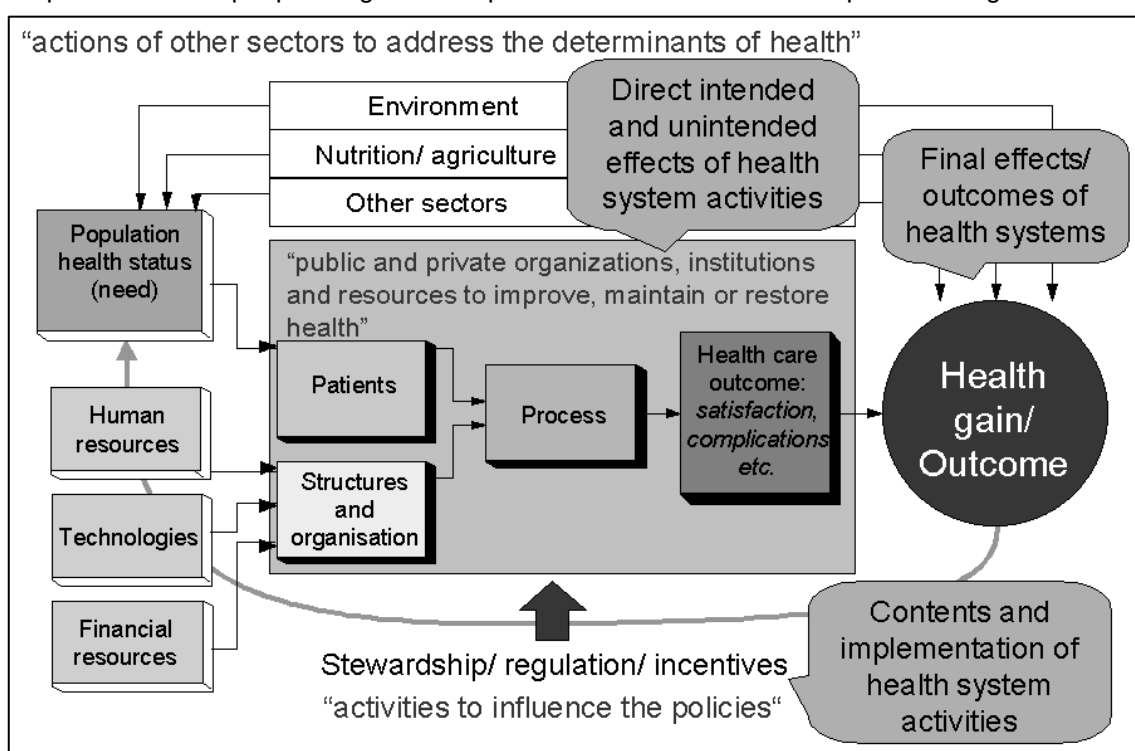 “actions of other sectors to address the determinants of health”
Environment
Nutrition/ agriculture
Other sectors
Direct intended
and unintended
effects of health
system activities
Final effects/
outcomes of
health systems
Population
health status
(need)
“public and private organizations, institutions
and resources to improve, maintain or restore
health”
Patients
Process
Health care
outcome:
satisfaction,
complications
etc.
Health
gain/
Outcome
Human
resources
Technologies
Financial
resources
Structures
and
organisation
Stewardship/ regulation/ incentives
“activities to influence the policies“
Contents and
implementation of
health system
activities